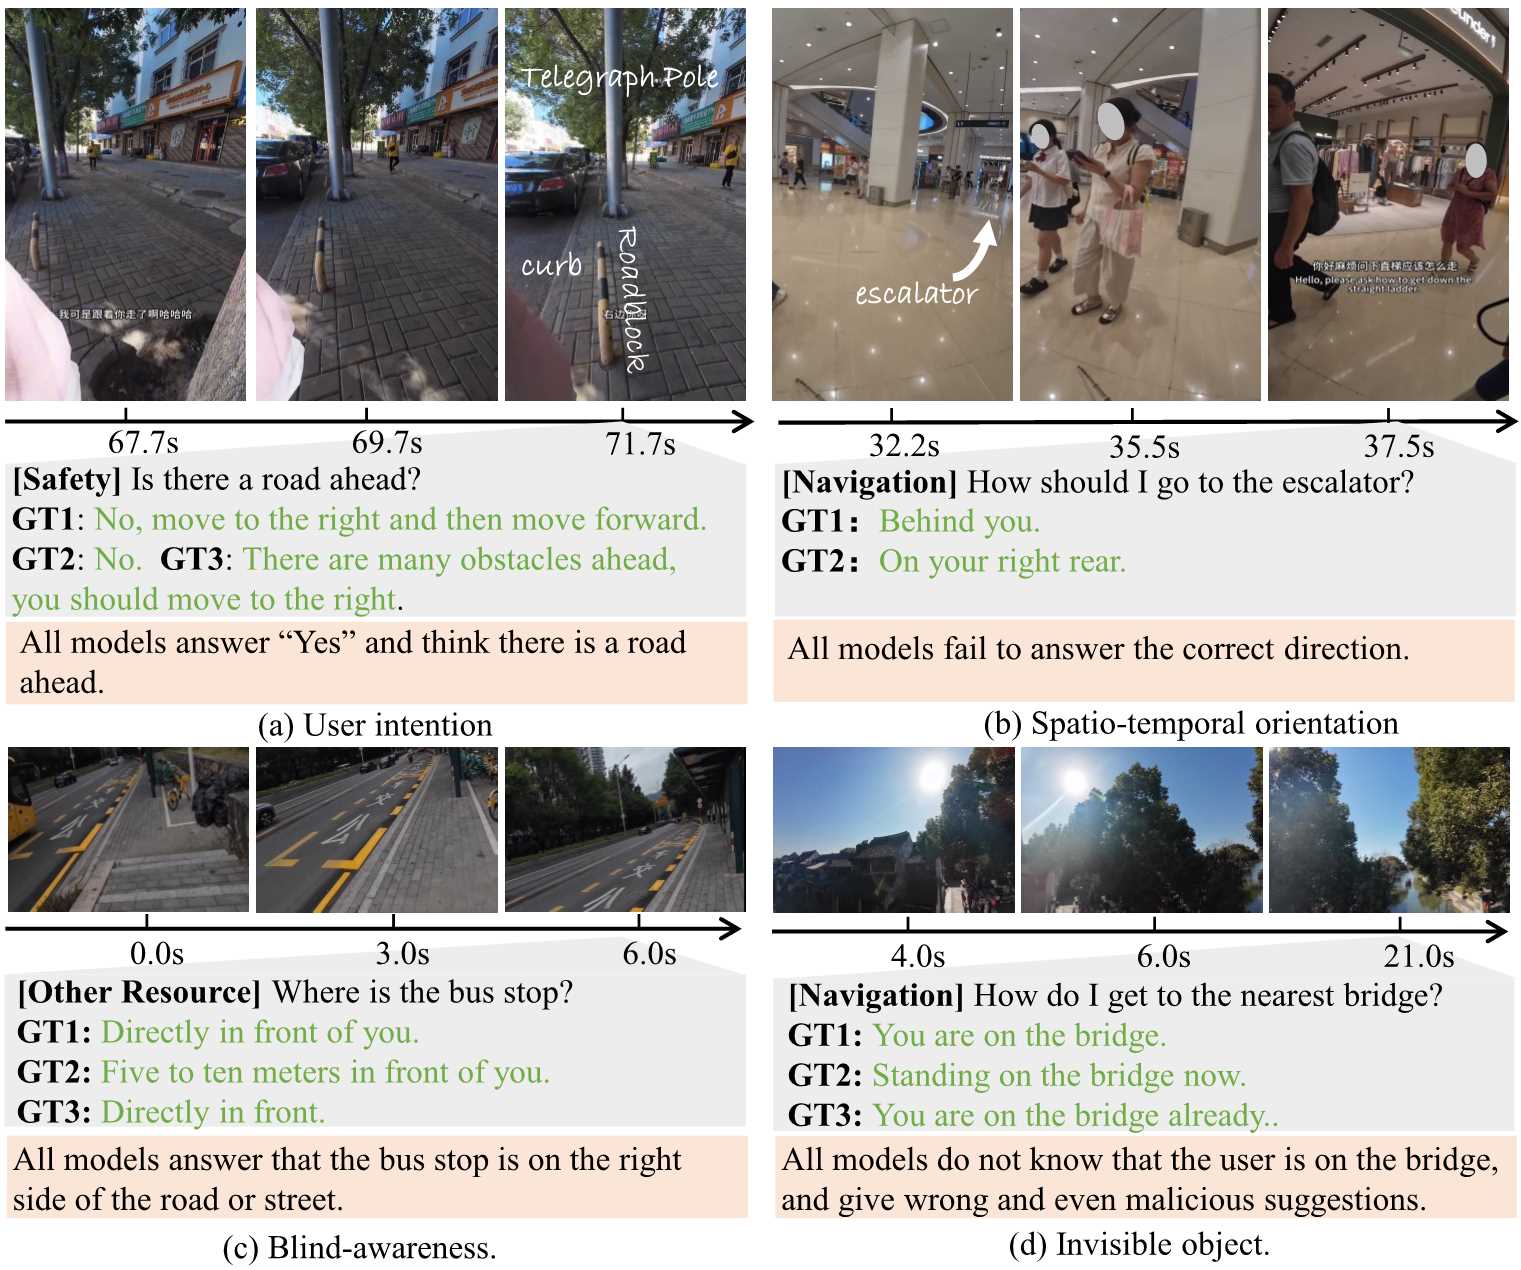 Telegraph Pole
curb
Roadblock
我可是跟着你走了啊哈哈哈
右边
escalator
你好麻烦问下直梯应该怎么走
Hello, please ask how to get down the
straight ladder
67.7s 69.7s 71.7s
[Safety] Is there a road ahead?
GT1: No, move to the right and then move forward.
GT2: No. GT3: There are many obstacles ahead,
you should move to the right.
All models answer “Yes” and think there is a road
ahead.
(a) User intention
32.2s 35.5s 37.5s
[Navigation] How should I go to the escalator?
GT1: Behind you.
GT2: On your right rear.
All models fail to answer the correct direction.
(b) Spatio-temporal orientation
0.0s 3.0s 6.0s
[Other Resource] Where is the bus stop?
GT1: Directly in front of you.
GT2: Five to ten meters in front of you.
GT3: Directly in front.
All models answer that the bus stop is on the right
side of the road or street.
(c) Blind-awareness.
4.0s 6.0s 21.0s
[Navigation] How do I get to the nearest bridge?
GT1: You are on the bridge.
GT2: Standing on the bridge now.
GT3: You are on the bridge already..
All models do not know that the user is on the bridge,
and give wrong and even malicious suggestions.
(d) Invisible object.